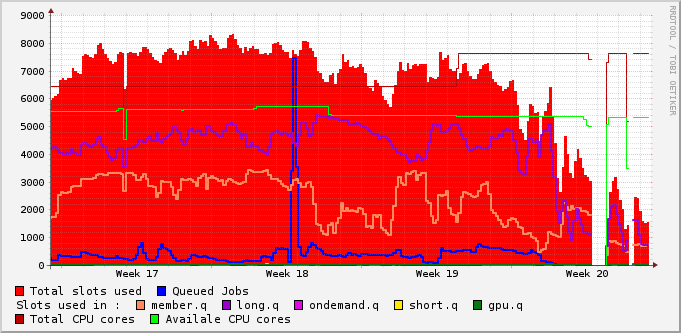 9000
8000
7000
6000
5000
4000
3000
2000
1000
0
Week 17 Week 18 Week 19 Week 20
Total slots used Queued Jobs
Slots used in : member.q long.q ondemand.q short.q gpu.q
Total CPU cores Availale CPU cores
RRDTOOL / TOBI OETIKER